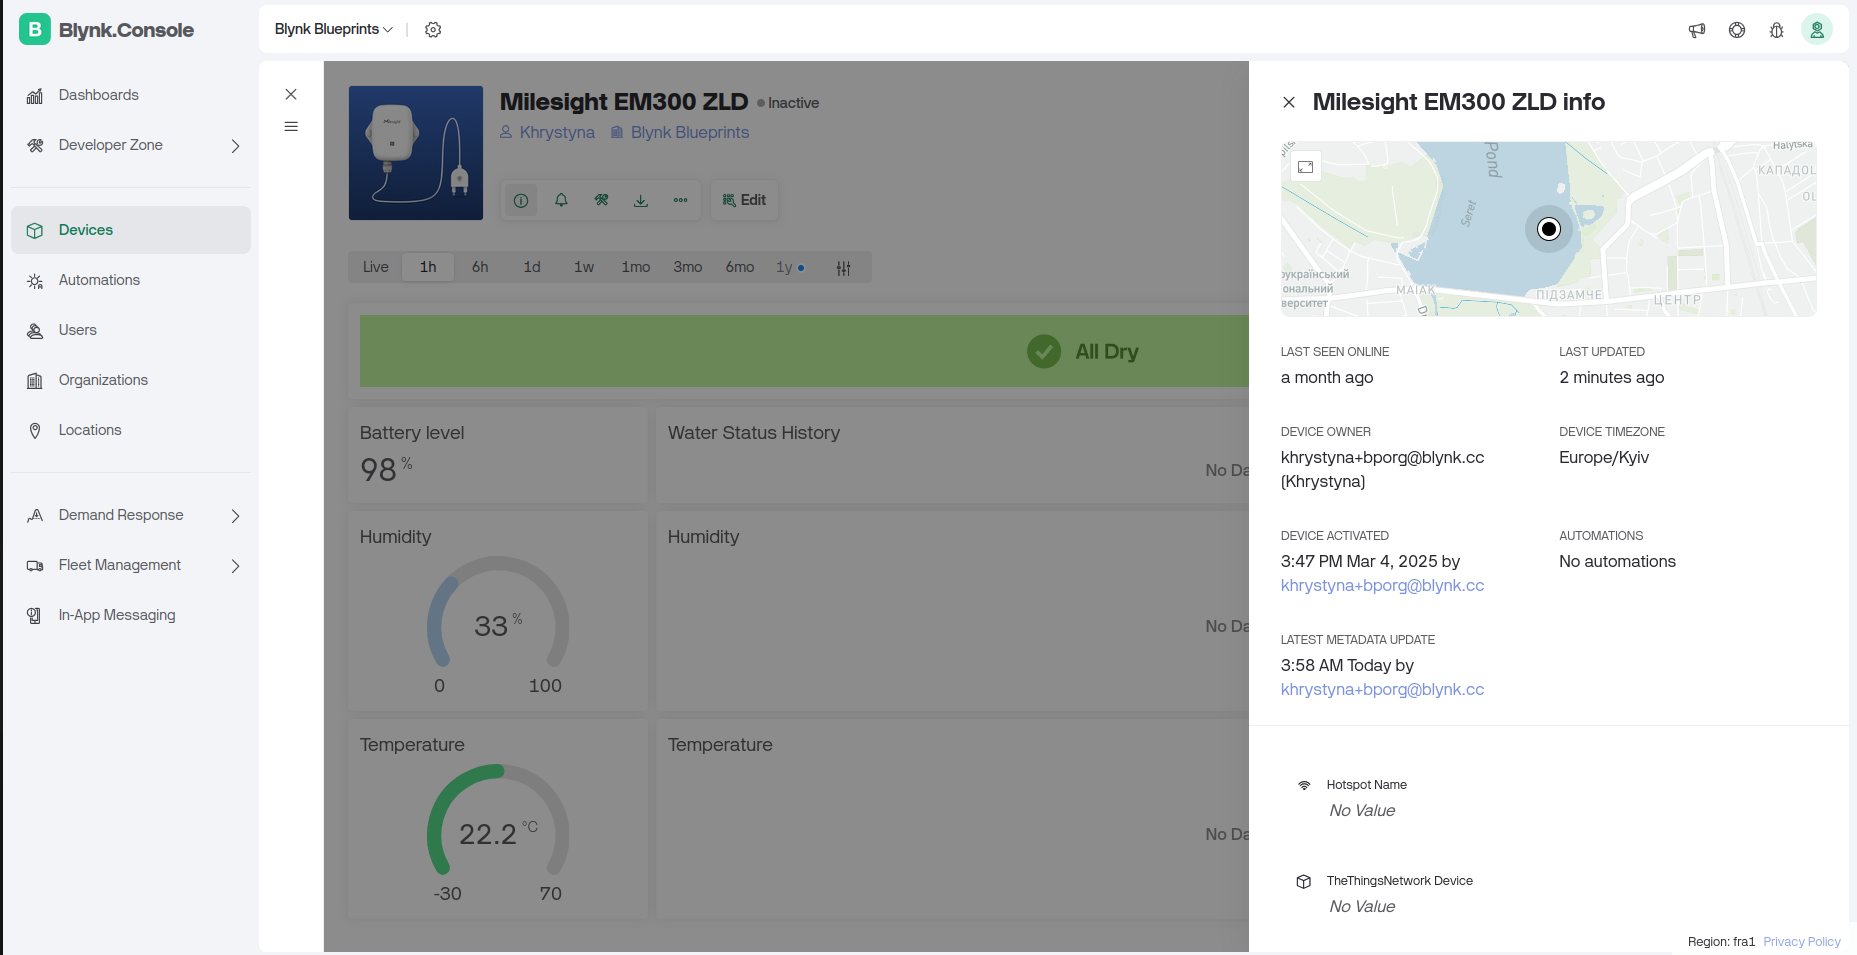 B Blynk.Console
Blynk Blueprints
Dashboards
Developer Zone
Devices
Automations
Users
Organizations
Locations
Demand Response
Fleet Management
In-App Messaging
Milesight EM300 ZLD
Inactive
Khrystyna
Blynk Blueprints
Edit
Live 1h 6h 1d 1w 1mo 3mo 6mo 1y
All Dry
Battery level
98 %
Water Status History
No Da
Humidity
33 %
0 100
Humidity
No Da
Temperature
22.2 °C
-30 70
Temperature
No Da
Milesight EM300 ZLD info
Pond
Seret
Halytska
КАПАДОЦ
OL
український
ональний
верситет
МАІАК
ПІДЗАМЧЕ
ЦЕНТР
LAST SEEN ONLINE
a month ago
LAST UPDATED
2 minutes ago
DEVICE OWNER
khrystyna+bporg@blynk.cc
(Khrystyna)
DEVICE TIMEZONE
Europe/Kyiv
DEVICE ACTIVATED
3:47 PM Mar 4, 2025 by
khrystyna+bporg@blynk.cc
AUTOMATIONS
No automations
LATEST METADATA UPDATE
3:58 AM Today by
khrystyna+bporg@blynk.cc
Hotspot Name
No Value
TheThingsNetwork Device
No Value
Region: fra1 Privacy Policy